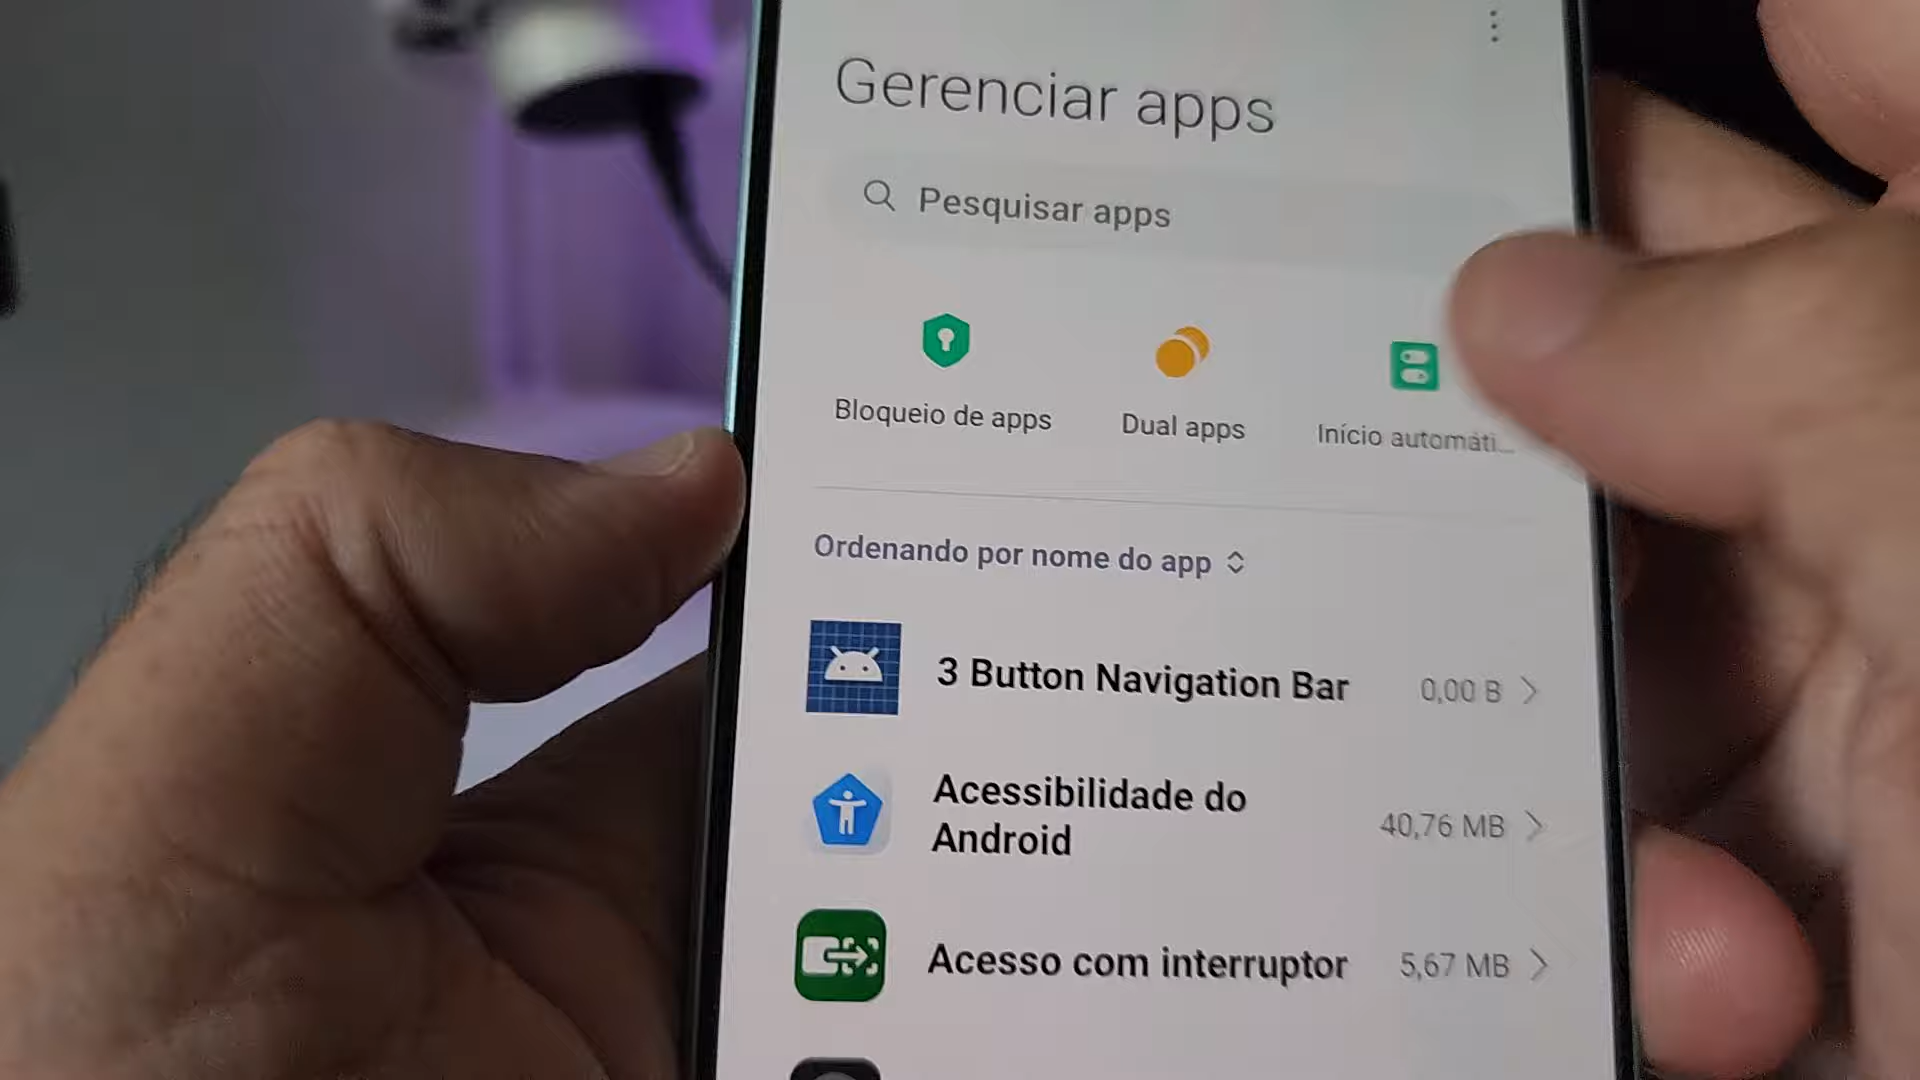 Gerenciar apps
Pesquisar apps
Bloqueio de apps
Dual apps
Início automáti...
Ordenando por nome do app
3 Button Navigation Bar
0,00 B
Acessibilidade do
Android
40,76 MB
Acesso com interruptor
5,67 MB